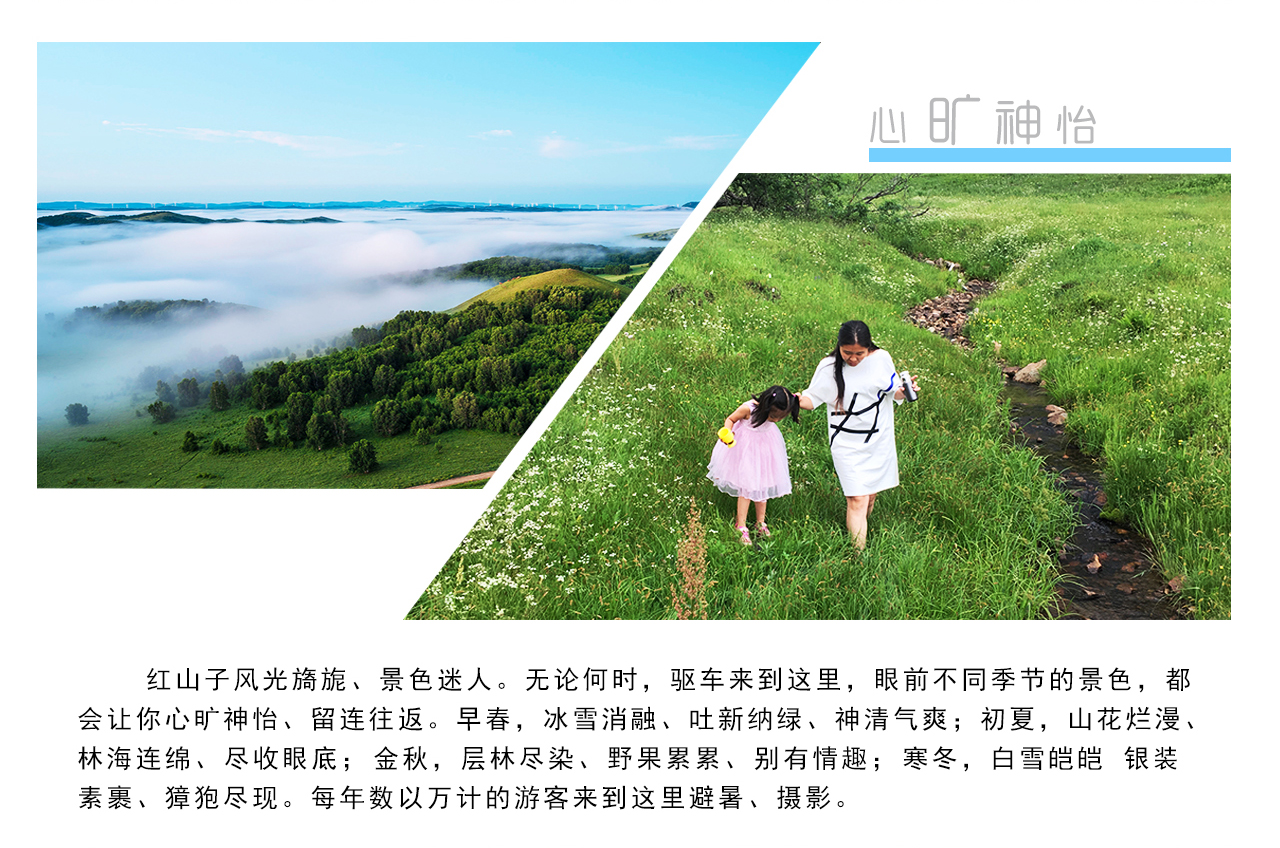 心旷神怡
红山子风光旖旎、景色迷人。无论何时，驱车来到这里，眼前不同季节的景色，都
会让你心旷神怡、留连往返。早春，冰雪消融、吐新纳绿、神清气爽；初夏，山花烂漫、
林海连绵、尽收眼底；金秋，层林尽染、野果累累、别有情趣；寒冬，白雪皑皑 银装
素裹、獐狍尽现。每年数以万计的游客来到这里避暑、摄影。